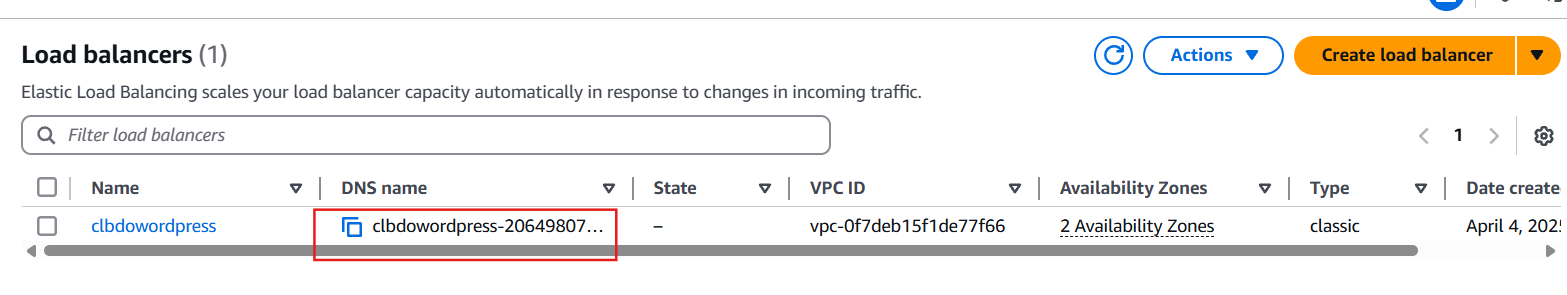 Load balancers (1)
Actions
Create load balancer
Elastic Load Balancing scales your load balancer capacity automatically in response to changes in incoming traffic.
Filter load balancers
1
Name DNS name State VPC ID Availability Zones Type Date create
clbdowordpress clbdowordpress-20649807... – vpc-0f7deb15f1de77f66 2 Availability Zones classic April 4, 2025